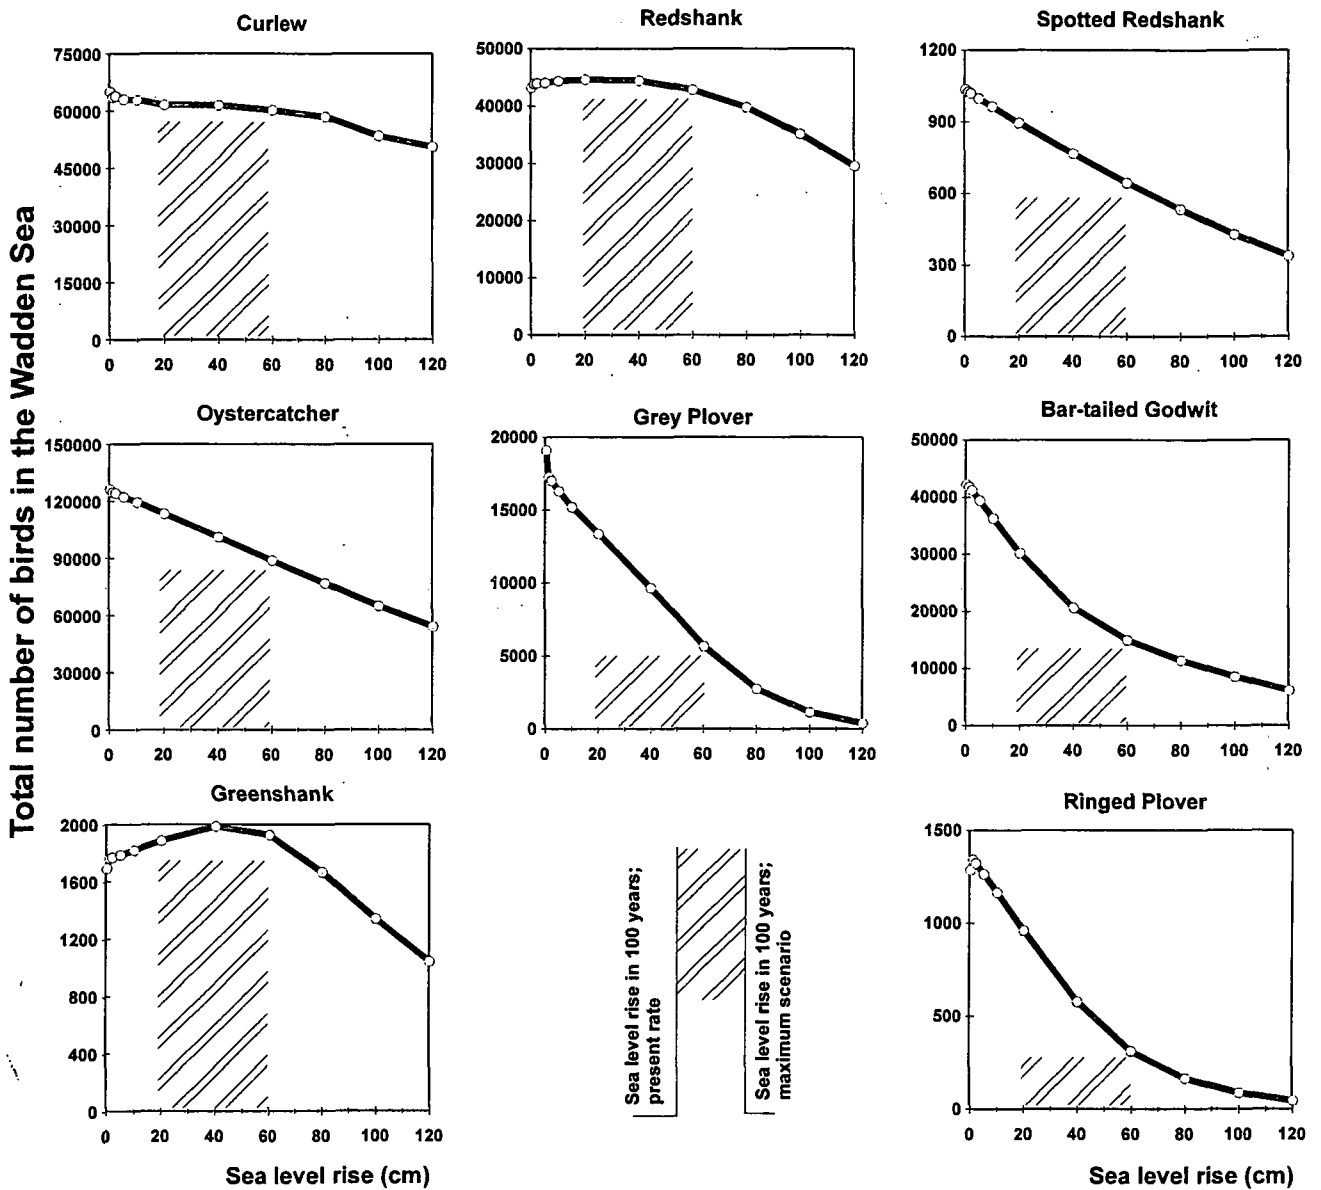 Total number of birds in the Wadden Sea
Curlew
75000
60000
45000
30000
15000
0
0 20 40 60 80 100 120
Redshank
50000
40000
30000
20000
10000
0
0 20 40 60 80 100 120
Spotted Redshank
1200
900
600
300
0
0 20 40 60 80 100 120
Oystercatcher
150000
120000
90000
60000
30000
0
0 20 40 60 80 100 120
Grey Plover
20000
15000
10000
5000
0
0 20 40 60 80 100 120
Bar-tailed Godwit
50000
40000
30000
20000
10000
0
0 20 40 60 80 100 120
Greenshank
2000
1600
1200
800
400
0
0 20 40 60 80 100 120
Sea level rise (cm)
Sea level rise in 100 years;
present rate
Sea level rise in 100 years;
maximum scenario
Ringed Plover
1500
1000
500
0
0 20 40 60 80 100 120
Sea level rise (cm)